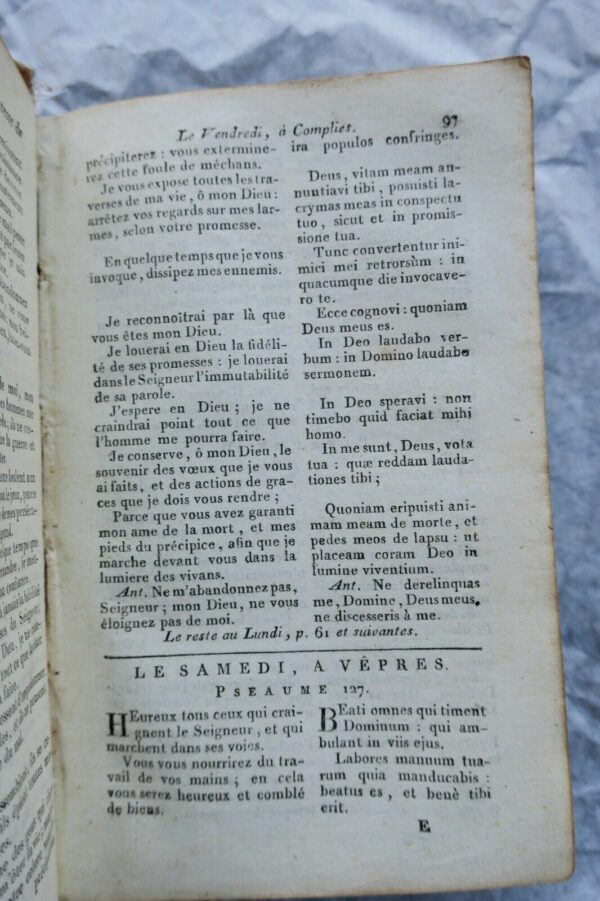 Le Vendredi, à Complies. 97
précipiterez : vous extermine-
rez cette foule de méchans.
Je vous expose toutes les tra-
verses de ma vie, ô mon Dieu :
arrêtez vos regards sur mes lar-
mes, selon votre promesse.
En quelque temps que je vous
invoque, dissipez mes ennemis.
Je reconnoîtrai par là que
vous êtes mon Dieu.
Je louerai en Dieu la fidéli-
té de ses promesses : je louerai
dans le Seigneur l'immutabilité
de sa parole.
J'espere en Dieu ; je ne
craindrai point tout ce que
l'homme me pourra faire.
Je conserve, ô mon Dieu, le
souvenir des vœux que je vous
ai faits, et des actions de gra-
ces que je dois vous rendre ;
Parce que vous avez garanti
mon ame de la mort, et mes
pieds du précipice, afin que je
marche devant vous dans la
lumiere des vivans.
Ant. Ne m'abandonnez pas,
Seigneur ; mon Dieu, ne vous
éloignez pas de moi.
ira populos confringes.
Deus, vitam meam an-
nuntiavi tibi, posuisti la-
crymas meas in conspectu
tuo, sicut et in promis-
sione tua.
Tunc convertentur ini-
mici mei retrorsùm : in
quacumque die invocave-
ro te.
Ecce cognovi : quoniam
Deus meus es.
In Deo laudabo ver-
bum : in Domino laudabo
sermonem.
In Deo speravi : non
timebo quid faciat mihi
homo.
In me sunt, Deus, vota
tua : quæ reddam lauda-
tiones tibi ;
Quoniam eripuisti ani-
mam meam de morte, et
pedes meos de lapsu : ut
placeam coram Deo in
lumine viventium.
Ant. Ne derelinquas
me, Domine, Deus meus,
ne discesseris à me.
Le reste au Lundi, p. 61 et suivantes.
LE SAMEDI, A VÊPRES.
PSEAUME 127.
HEureux tous ceux qui crai-
gnent le Seigneur, et qui
marchent dans ses voies.
Vous vous nourrirez du tra-
vail de vos mains ; en cela
vous serez heureux et comblé
de biens.
BEati omnes qui timent
Dominum : qui am-
bulant in viis ejus.
Labores manuum tua-
rum quia manducabis :
beatus es, et benè tibi
erit.
E